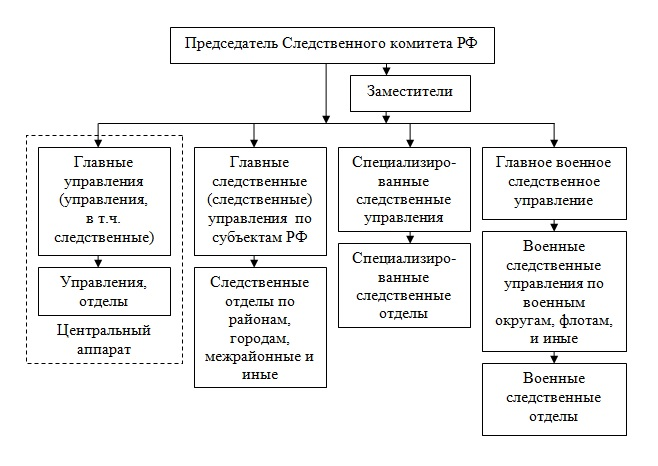 Председатель Следственного комитета РФ
Заместители
Главные
управления
(управления,
в т.ч.
следственные)
Управления,
отделы
Центральный
аппарат
Главные
следственные
(следственные)
управления по
субъектам РФ
Следственные
отделы по
районам,
городам,
межрайонные и
иные
Специализиро-
ванные
следственные
управления
Специализиро-
ванные
следственные
отделы
Главное военное
следственное
управление
Военные
следственные
управления по
военным
округам, флотам,
и иные
Военные
следственные
отделы